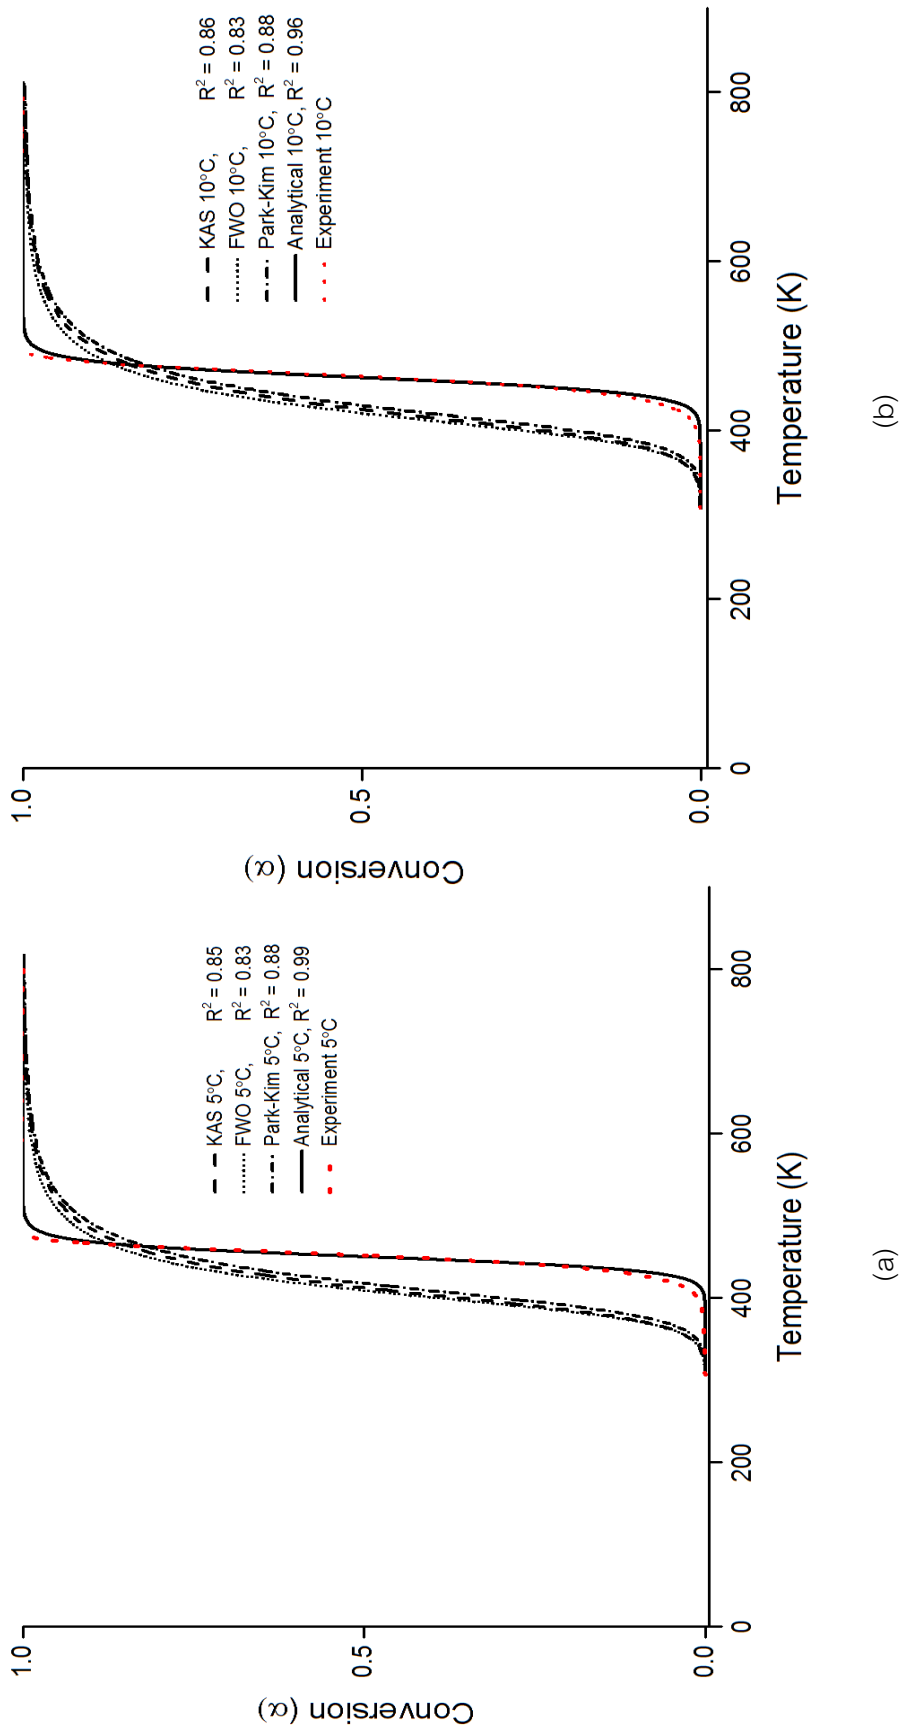 1.0
0.5
0.0
Conversion (α)
0
200
400
600
800
Temperature (K)
KAS 5°C, R² = 0.85
FWO 5°C, R² = 0.83
Park-Kim 5°C, R² = 0.88
Analytical 5°C, R² = 0.99
Experiment 5°C
(a)
1.0
0.5
0.0
Conversion (α)
0
200
400
600
800
Temperature (K)
KAS 10°C, R² = 0.86
FWO 10°C, R² = 0.83
Park-Kim 10°C, R² = 0.88
Analytical 10°C, R² = 0.96
Experiment 10°C
(b)